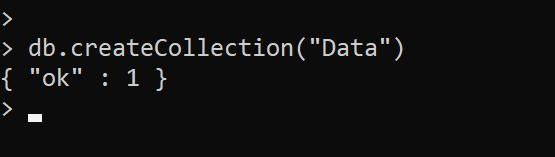 >
> db.createCollection("Data")
{ "ok" : 1 }
>